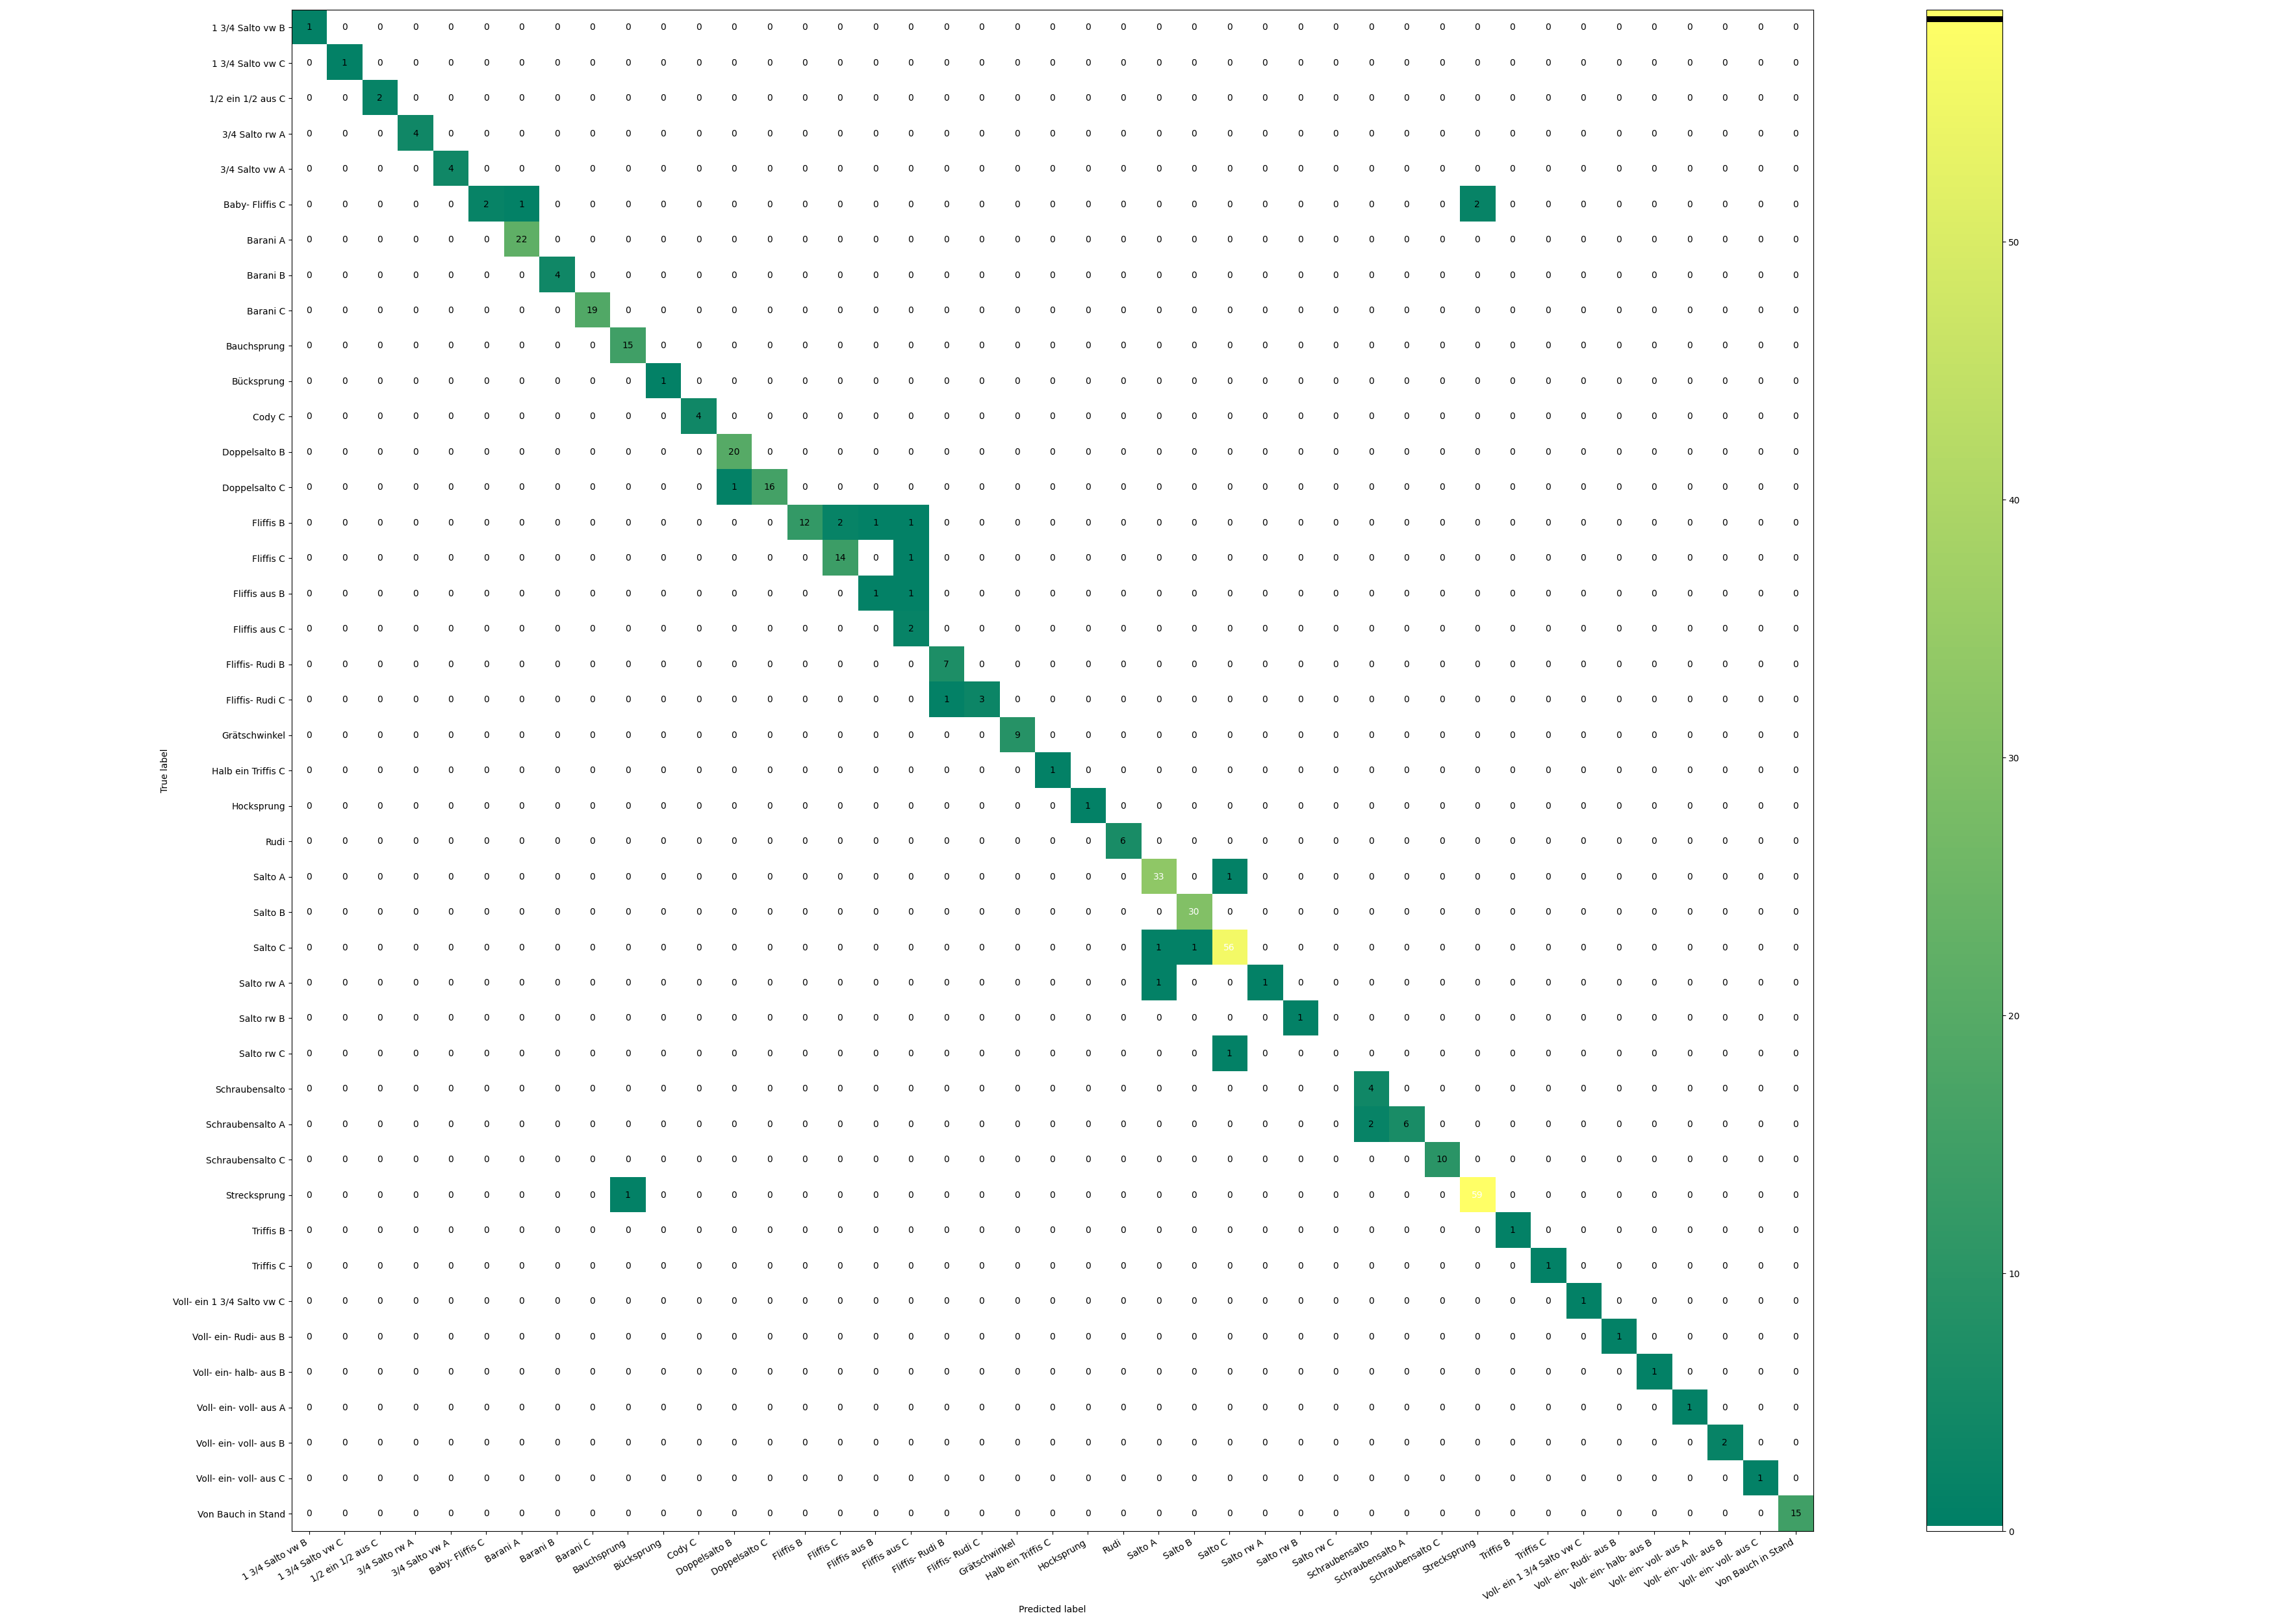 1 3/4 Salto vw B 1 0 0 0 0 0 0 0 0 0 0 0 0 0 0 0 0 0 0 0 0 0 0 0 0 0 0 0 0 0 0 0 0 0 0 0 0 0 0 0 0 0 0
1 3/4 Salto vw C 0 1 0 0 0 0 0 0 0 0 0 0 0 0 0 0 0 0 0 0 0 0 0 0 0 0 0 0 0 0 0 0 0 0 0 0 0 0 0 0 0 0 0
1/2 ein 1/2 aus C 0 0 2 0 0 0 0 0 0 0 0 0 0 0 0 0 0 0 0 0 0 0 0 0 0 0 0 0 0 0 0 0 0 0 0 0 0 0 0 0 0 0 0
3/4 Salto rw A 0 0 0 4 0 0 0 0 0 0 0 0 0 0 0 0 0 0 0 0 0 0 0 0 0 0 0 0 0 0 0 0 0 0 0 0 0 0 0 0 0 0 0
3/4 Salto vw A 0 0 0 0 4 0 0 0 0 0 0 0 0 0 0 0 0 0 0 0 0 0 0 0 0 0 0 0 0 0 0 0 0 0 0 0 0 0 0 0 0 0 0
Baby- Fliffis C 0 0 0 0 0 2 1 0 0 0 0 0 0 0 0 0 0 0 0 0 0 0 0 0 0 0 0 0 0 0 0 0 0 2 0 0 0 0 0 0 0 0 0
Barani A 0 0 0 0 0 0 22 0 0 0 0 0 0 0 0 0 0 0 0 0 0 0 0 0 0 0 0 0 0 0 0 0 0 0 0 0 0 0 0 0 0 0 0
50
Barani B 0 0 0 0 0 0 0 4 0 0 0 0 0 0 0 0 0 0 0 0 0 0 0 0 0 0 0 0 0 0 0 0 0 0 0 0 0 0 0 0 0 0 0
Barani C 0 0 0 0 0 0 0 0 19 0 0 0 0 0 0 0 0 0 0 0 0 0 0 0 0 0 0 0 0 0 0 0 0 0 0 0 0 0 0 0 0 0 0
Bauchsprung 0 0 0 0 0 0 0 0 0 15 0 0 0 0 0 0 0 0 0 0 0 0 0 0 0 0 0 0 0 0 0 0 0 0 0 0 0 0 0 0 0 0 0
Bücksprung 0 0 0 0 0 0 0 0 0 0 1 0 0 0 0 0 0 0 0 0 0 0 0 0 0 0 0 0 0 0 0 0 0 0 0 0 0 0 0 0 0 0 0
Cody C 0 0 0 0 0 0 0 0 0 0 0 4 0 0 0 0 0 0 0 0 0 0 0 0 0 0 0 0 0 0 0 0 0 0 0 0 0 0 0 0 0 0 0
Doppelsalto B 0 0 0 0 0 0 0 0 0 0 0 0 20 0 0 0 0 0 0 0 0 0 0 0 0 0 0 0 0 0 0 0 0 0 0 0 0 0 0 0 0 0 0
Doppelsalto C 0 0 0 0 0 0 0 0 0 0 0 0 1 16 0 0 0 0 0 0 0 0 0 0 0 0 0 0 0 0 0 0 0 0 0 0 0 0 0 0 0 0 0
40
Fliffis B 0 0 0 0 0 0 0 0 0 0 0 0 0 0 12 2 1 1 0 0 0 0 0 0 0 0 0 0 0 0 0 0 0 0 0 0 0 0 0 0 0 0 0
Fliffis C 0 0 0 0 0 0 0 0 0 0 0 0 0 0 0 14 0 1 0 0 0 0 0 0 0 0 0 0 0 0 0 0 0 0 0 0 0 0 0 0 0 0 0
Fliffis aus B 0 0 0 0 0 0 0 0 0 0 0 0 0 0 0 0 1 1 0 0 0 0 0 0 0 0 0 0 0 0 0 0 0 0 0 0 0 0 0 0 0 0 0
Fliffis aus C 0 0 0 0 0 0 0 0 0 0 0 0 0 0 0 0 0 2 0 0 0 0 0 0 0 0 0 0 0 0 0 0 0 0 0 0 0 0 0 0 0 0 0
Fliffis- Rudi B 0 0 0 0 0 0 0 0 0 0 0 0 0 0 0 0 0 0 7 0 0 0 0 0 0 0 0 0 0 0 0 0 0 0 0 0 0 0 0 0 0 0 0
Fliffis- Rudi C 0 0 0 0 0 0 0 0 0 0 0 0 0 0 0 0 0 0 1 3 0 0 0 0 0 0 0 0 0 0 0 0 0 0 0 0 0 0 0 0 0 0 0
Grätschwinkel 0 0 0 0 0 0 0 0 0 0 0 0 0 0 0 0 0 0 0 0 9 0 0 0 0 0 0 0 0 0 0 0 0 0 0 0 0 0 0 0 0 0 0
30
True label
Halb ein Triffis C 0 0 0 0 0 0 0 0 0 0 0 0 0 0 0 0 0 0 0 0 0 1 0 0 0 0 0 0 0 0 0 0 0 0 0 0 0 0 0 0 0 0 0
Hocksprung 0 0 0 0 0 0 0 0 0 0 0 0 0 0 0 0 0 0 0 0 0 0 1 0 0 0 0 0 0 0 0 0 0 0 0 0 0 0 0 0 0 0 0
Rudi 0 0 0 0 0 0 0 0 0 0 0 0 0 0 0 0 0 0 0 0 0 0 0 6 0 0 0 0 0 0 0 0 0 0 0 0 0 0 0 0 0 0 0
Salto A 0 0 0 0 0 0 0 0 0 0 0 0 0 0 0 0 0 0 0 0 0 0 0 0 33 0 1 0 0 0 0 0 0 0 0 0 0 0 0 0 0 0 0
Salto B 0 0 0 0 0 0 0 0 0 0 0 0 0 0 0 0 0 0 0 0 0 0 0 0 0 30 0 0 0 0 0 0 0 0 0 0 0 0 0 0 0 0 0
Salto C 0 0 0 0 0 0 0 0 0 0 0 0 0 0 0 0 0 0 0 0 0 0 0 0 1 1 56 0 0 0 0 0 0 0 0 0 0 0 0 0 0 0 0
Salto rw A 0 0 0 0 0 0 0 0 0 0 0 0 0 0 0 0 0 0 0 0 0 0 0 0 1 0 0 1 0 0 0 0 0 0 0 0 0 0 0 0 0 0 0
20
Salto rw B 0 0 0 0 0 0 0 0 0 0 0 0 0 0 0 0 0 0 0 0 0 0 0 0 0 0 0 0 1 0 0 0 0 0 0 0 0 0 0 0 0 0 0
Salto rw C 0 0 0 0 0 0 0 0 0 0 0 0 0 0 0 0 0 0 0 0 0 0 0 0 0 0 1 0 0 0 0 0 0 0 0 0 0 0 0 0 0 0 0
Schraubensalto 0 0 0 0 0 0 0 0 0 0 0 0 0 0 0 0 0 0 0 0 0 0 0 0 0 0 0 0 0 0 4 0 0 0 0 0 0 0 0 0 0 0 0
Schraubensalto A 0 0 0 0 0 0 0 0 0 0 0 0 0 0 0 0 0 0 0 0 0 0 0 0 0 0 0 0 0 0 2 6 0 0 0 0 0 0 0 0 0 0 0
Schraubensalto C 0 0 0 0 0 0 0 0 0 0 0 0 0 0 0 0 0 0 0 0 0 0 0 0 0 0 0 0 0 0 0 0 10 0 0 0 0 0 0 0 0 0 0
Strecksprung 0 0 0 0 0 0 0 0 0 1 0 0 0 0 0 0 0 0 0 0 0 0 0 0 0 0 0 0 0 0 0 0 0 59 0 0 0 0 0 0 0 0 0
Triffis B 0 0 0 0 0 0 0 0 0 0 0 0 0 0 0 0 0 0 0 0 0 0 0 0 0 0 0 0 0 0 0 0 0 0 1 0 0 0 0 0 0 0 0
Triffis C 0 0 0 0 0 0 0 0 0 0 0 0 0 0 0 0 0 0 0 0 0 0 0 0 0 0 0 0 0 0 0 0 0 0 0 1 0 0 0 0 0 0 0
10
Voll- ein 1 3/4 Salto vw C 0 0 0 0 0 0 0 0 0 0 0 0 0 0 0 0 0 0 0 0 0 0 0 0 0 0 0 0 0 0 0 0 0 0 0 0 1 0 0 0 0 0 0
Voll- ein- Rudi- aus B 0 0 0 0 0 0 0 0 0 0 0 0 0 0 0 0 0 0 0 0 0 0 0 0 0 0 0 0 0 0 0 0 0 0 0 0 0 1 0 0 0 0 0
Voll- ein- halb- aus B 0 0 0 0 0 0 0 0 0 0 0 0 0 0 0 0 0 0 0 0 0 0 0 0 0 0 0 0 0 0 0 0 0 0 0 0 0 0 1 0 0 0 0
Voll- ein- voll- aus A 0 0 0 0 0 0 0 0 0 0 0 0 0 0 0 0 0 0 0 0 0 0 0 0 0 0 0 0 0 0 0 0 0 0 0 0 0 0 0 1 0 0 0
Voll- ein- voll- aus B 0 0 0 0 0 0 0 0 0 0 0 0 0 0 0 0 0 0 0 0 0 0 0 0 0 0 0 0 0 0 0 0 0 0 0 0 0 0 0 0 2 0 0
Voll- ein- voll- aus C 0 0 0 0 0 0 0 0 0 0 0 0 0 0 0 0 0 0 0 0 0 0 0 0 0 0 0 0 0 0 0 0 0 0 0 0 0 0 0 0 0 1 0
Von Bauch in Stand 0 0 0 0 0 0 0 0 0 0 0 0 0 0 0 0 0 0 0 0 0 0 0 0 0 0 0 0 0 0 0 0 0 0 0 0 0 0 0 0 0 0 15
0
1 3/4 Salto vw B
1 3/4 Salto vw C
1/2 ein 1/2 aus C
3/4 Salto rw A
3/4 Salto vw A
Baby- Fliffis C
Barani A
Barani B
Barani C
Bauchsprung
Bücksprung
Cody C
Doppelsalto B
Doppelsalto C
Fliffis B
Fliffis C
Fliffis aus B
Fliffis aus C
Fliffis- Rudi B
Fliffis- Rudi C
Grätschwinkel
Halb ein Triffis C
Hocksprung
Rudi
Salto A
Salto B
Salto C
Salto rw A
Salto rw B
Salto rw C
Schraubensalto
Schraubensalto A
Schraubensalto C
Strecksprung
Triffis B
Triffis C
Voll- ein 1 3/4 Salto vw C
Voll- ein- Rudi- aus B
Voll- ein- halb- aus B
Voll- ein- voll- aus A
Voll- ein- voll- aus B
Voll- ein- voll- aus C
Von Bauch in Stand
Predicted label